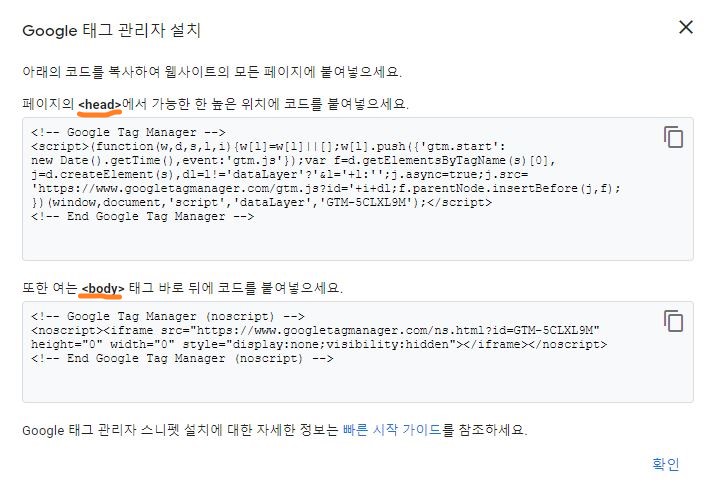 Google 태그 관리자 설치
아래의 코드를 복사하여 웹사이트의 모든 페이지에 붙여넣으세요.
페이지의 <head>에서 가능한 한 높은 위치에 코드를 붙여넣으세요.
<!-- Google Tag Manager -->
<script>(function(w,d,s,l,i){w[l]=w[l]||[];w[l].push({'gtm.start':
new Date().getTime(),event:'gtm.js'});var f=d.getElementsByTagName(s)[0],
j=d.createElement(s),dl=l!='dataLayer'?'&l='+l:'';j.async=true;j.src=
'https://www.googletagmanager.com/gtm.js?id='+i+dl;f.parentNode.insertBefore(j,f);
})(window,document,'script','dataLayer','GTM-5CLXL9M');</script>
<!-- End Google Tag Manager -->
또한 여는 <body> 태그 바로 뒤에 코드를 붙여넣으세요.
<!-- Google Tag Manager (noscript) -->
<noscript><iframe src="https://www.googletagmanager.com/ns.html?id=GTM-5CLXL9M"
height="0" width="0" style="display:none;visibility:hidden"></iframe></noscript>
<!-- End Google Tag Manager (noscript) -->
Google 태그 관리자 스니펫 설치에 대한 자세한 정보는 빠른 시작 가이드를 참조하세요.
확인